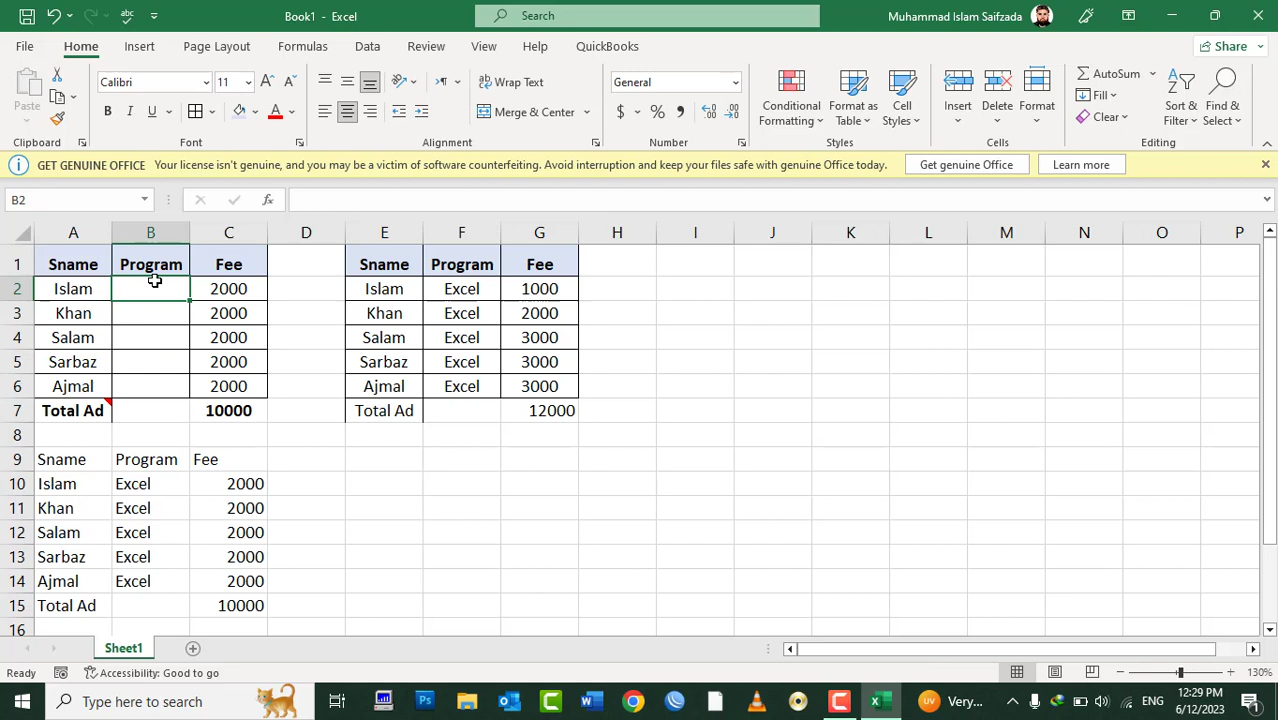 Book1 - Excel
Search
Muhammad Islam Saifzada
File Home Insert Page Layout Formulas Data Review View Help QuickBooks Share
Paste Calibri 11 Wrap Text General Conditional Formatting Format as Table Cell Styles Insert Delete Format AutoSum Fill Clear Sort & Filter Find & Select
B I U Merge & Center $ %
Clipboard Font Alignment Number Styles Cells Editing
GET GENUINE OFFICE Your license isn't genuine, and you may be a victim of software counterfeiting. Avoid interruption and keep your files safe with genuine Office today. Get genuine Office Learn more
B2 fx
A B C D E F G H I J K L M N O P
1 Sname Program Fee Sname Program Fee
2 Islam 2000 Islam Excel 1000
3 Khan 2000 Khan Excel 2000
4 Salam 2000 Salam Excel 3000
5 Sarbaz 2000 Sarbaz Excel 3000
6 Ajmal 2000 Ajmal Excel 3000
7 Total Ad 10000 Total Ad 12000
8
9 Sname Program Fee
10 Islam Excel 2000
11 Khan Excel 2000
12 Salam Excel 2000
13 Sarbaz Excel 2000
14 Ajmal Excel 2000
15 Total Ad 10000
16
Sheet1
Ready Accessibility: Good to go 130%
Type here to search Ps UV Very... ENG 12:29 PM
6/12/2023